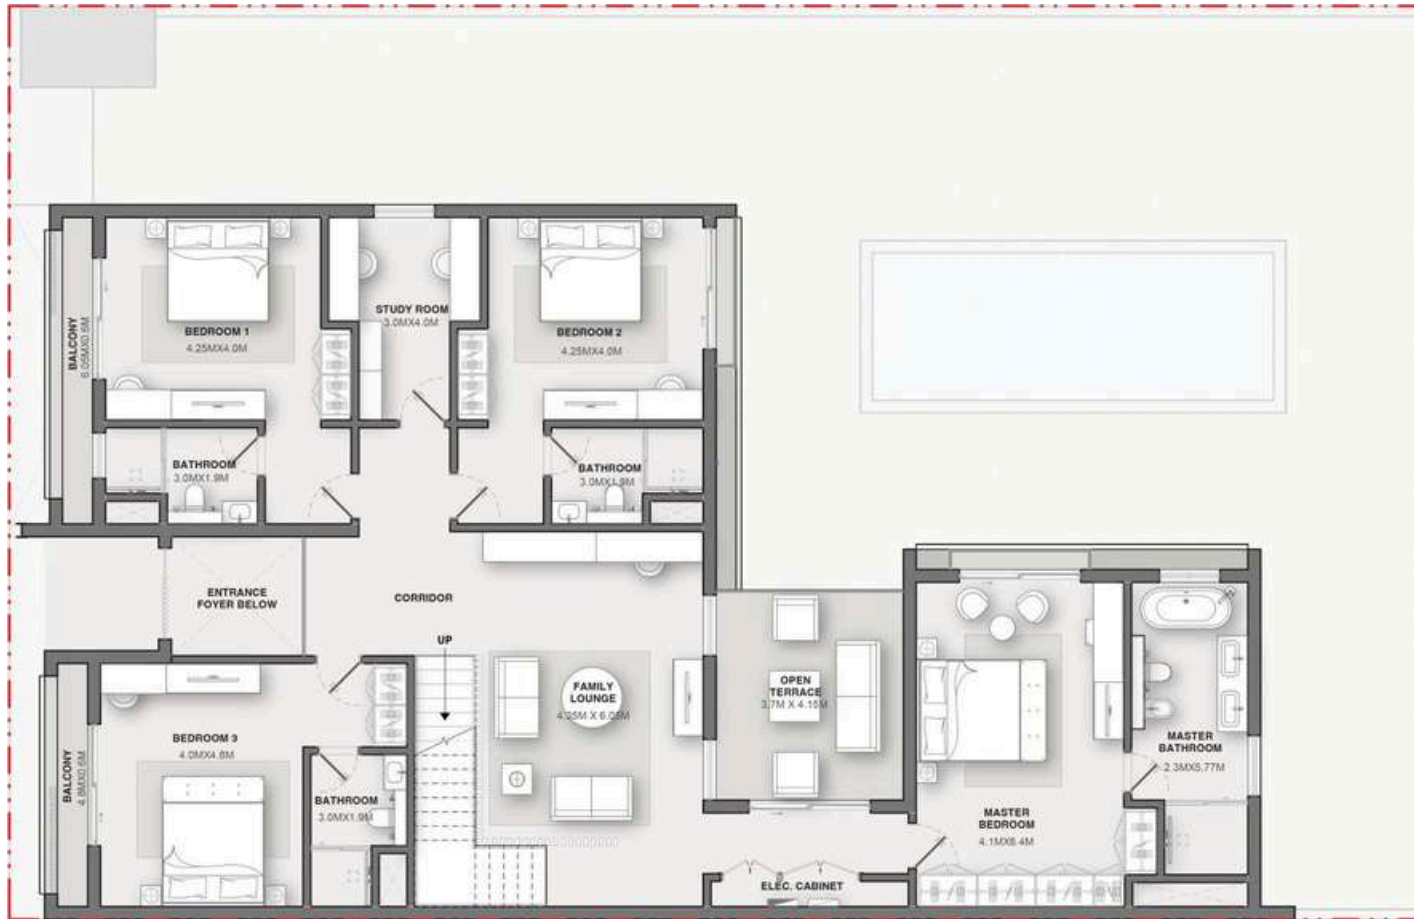 BEDROOM 1
4.25MX4.0M
STUDY ROOM
3.0MX4.0M
BEDROOM 2
4.25MX4.0M
BALCONY
6.05MX0.6M
BATHROOM
3.0MX1.9M
BATHROOM
3.0MX1.9M
ENTRANCE
FOYER BELOW
CORRIDOR
UP
FAMILY
LOUNGE
4.35M X 6.05M
OPEN
TERRACE
3.7M X 4.15M
BEDROOM 3
4.0MX4.6M
BALCONY
4.8MX0.6M
BATHROOM
3.0MX1.9M
MASTER
BATHROOM
2.3MX5.77M
MASTER
BEDROOM
4.1MX6.4M
ELEC. CABINET